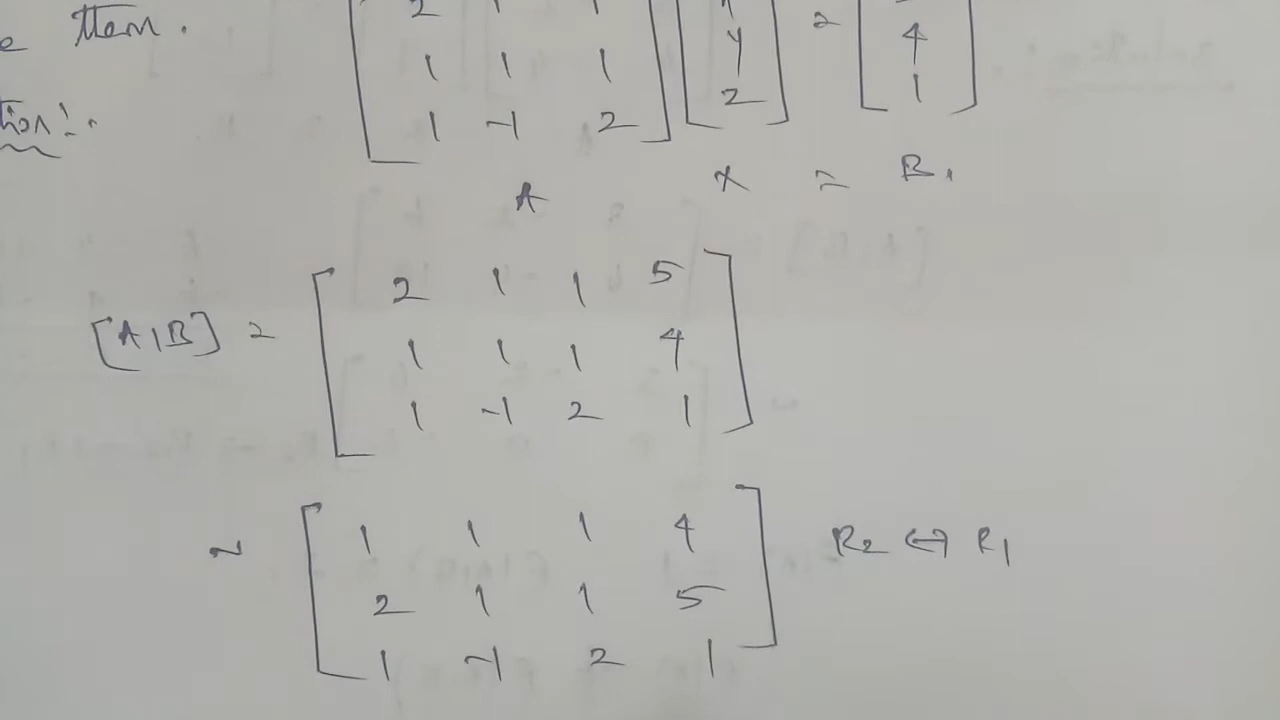 2 1 1
e them. y = 4
1 1 1
z 1
tion:-
1 -1 2
A X = B.
2 1 1 5
[A|B] =
1 1 1 4
1 -1 2 1
~ 1 1 1 4 R2 ↔ R1
2 1 1 5
1 -1 2 1